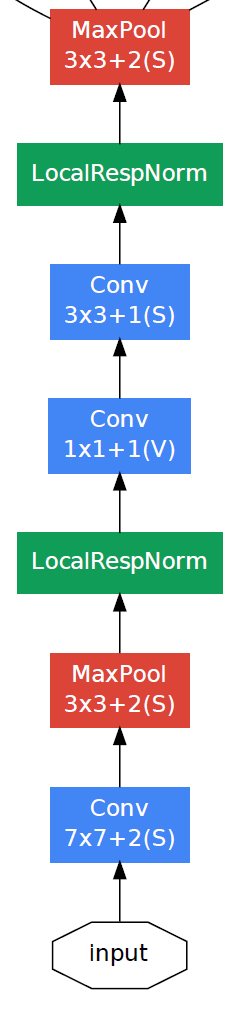 MaxPool
3x3+2(S)
LocalRespNorm
Conv
3x3+1(S)
Conv
1x1+1(V)
LocalRespNorm
MaxPool
3x3+2(S)
Conv
7x7+2(S)
input